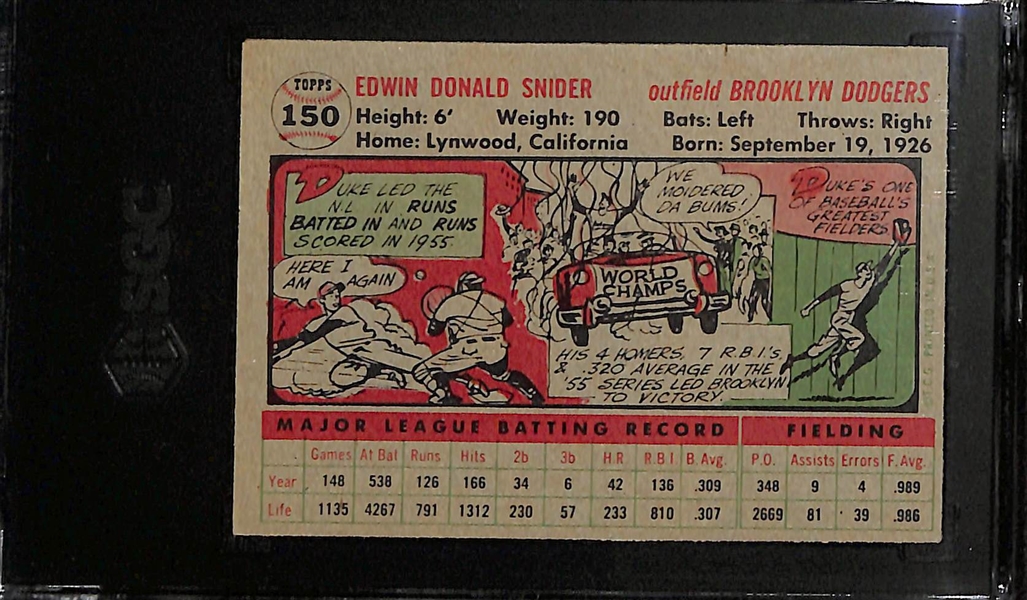 TOPPS
150
EDWIN DONALD SNIDER
outfield BROOKLYN DODGERS
Height: 6' Weight: 190 Bats: Left Throws: Right
Home: Lynwood, California Born: September 19, 1926
DUKE LED THE
N.L. IN RUNS
BATTED IN AND RUNS
SCORED IN 1955
HERE I
AM AGAIN
WE
MOIDERED
DA BUMS!
WORLD
CHAMPS
HIS 4 HOMERS, 7 R.B.I.'s,
& .320 AVERAGE IN THE
'55 SERIES LED BROOKLYN
TO VICTORY.
DUKE'S ONE
OF BASEBALL'S
GREATEST
FIELDERS
SGC
MAJOR LEAGUE BATTING RECORD FIELDING
Games At Bat Runs Hits 2b 3b H.R. R.B.I. B. Avg. P.O. Assists Errors F. Avg.
Year 148 538 126 166 34 6 42 136 .309 348 9 4 .989
Life 1135 4267 791 1312 230 57 233 810 .307 2669 81 39 .986